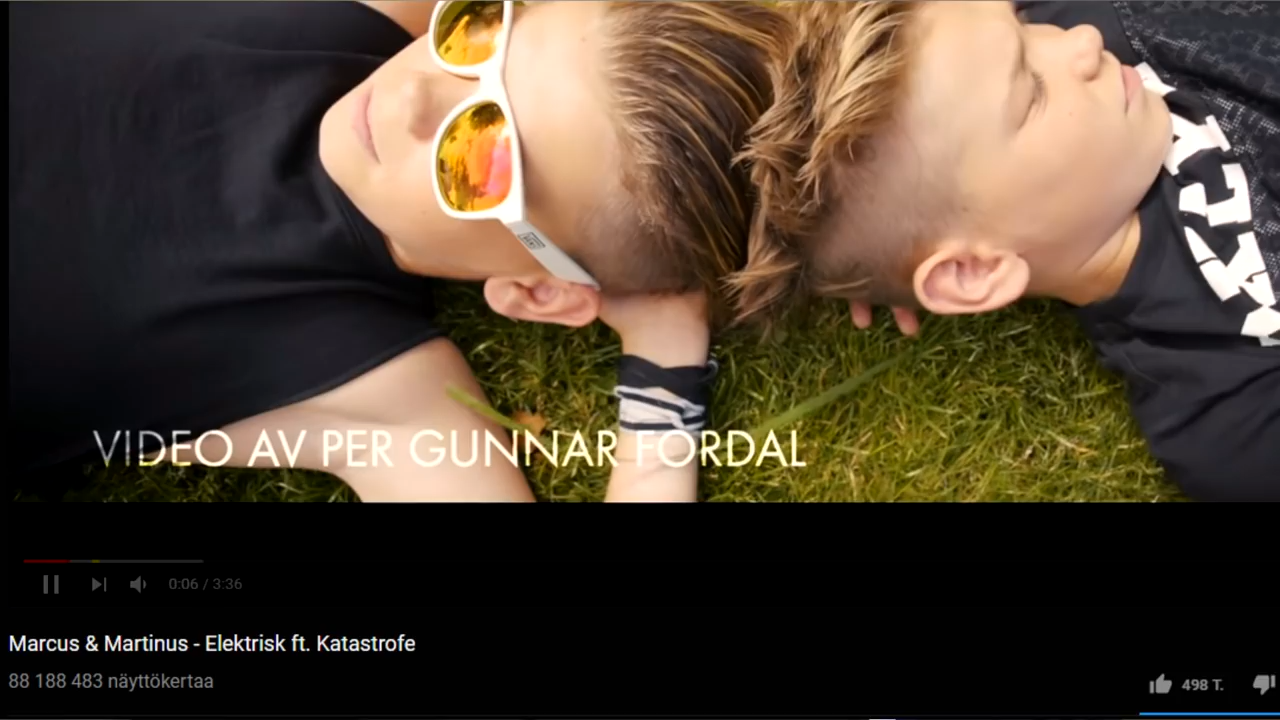 VIDEO AV PER GUNNAR FORDAL
0:06 / 3:36
Marcus & Martinus - Elektrisk ft. Katastrofe
88 188 483 näyttökertaa
498 T.